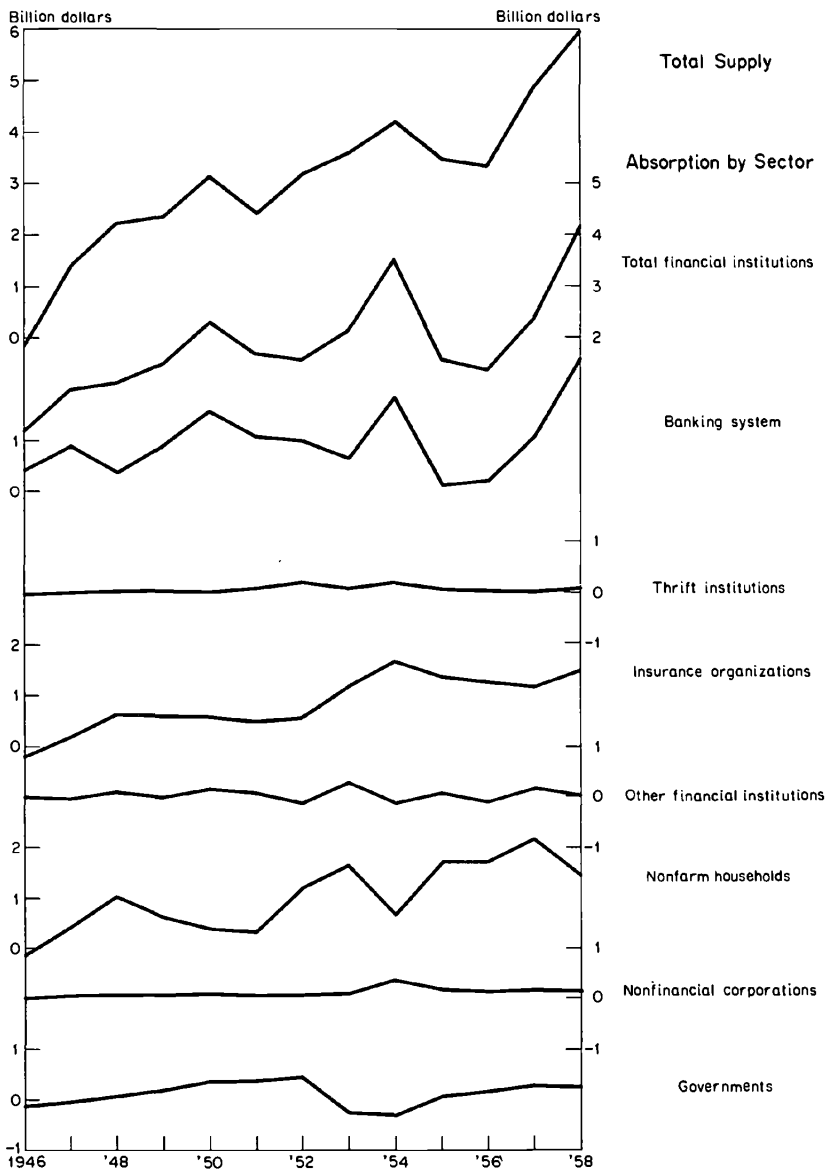 Billion dollars Billion dollars
6
5 Total Supply
4
3 5 Absorption by Sector
2 4
1 3 Total financial institutions
0 2
1 Banking system
0
1
0 Thrift institutions
2 -1
1 Insurance organizations
0 1
0 Other financial institutions
2 -1
1 Nonfarm households
0 1
0 Nonfinancial corporations
1 -1
0 Governments
-1
1946 '48 '50 '52 '54 '56 '58